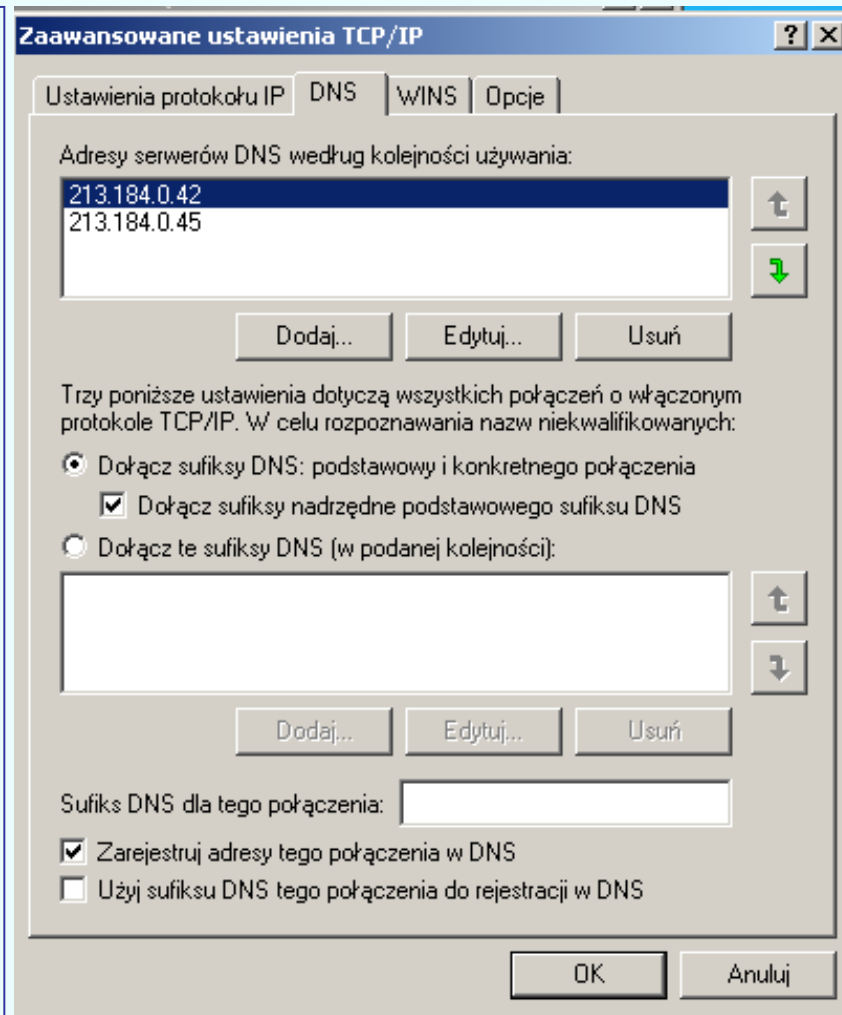 Zaawansowane ustawienia TCP/IP
Ustawienia protokołu IP DNS WINS Opcje
Adresy serwerów DNS według kolejności używania:
213.184.0.42
213.184.0.45
Dodaj... Edytuj... Usuń
Trzy poniższe ustawienia dotyczą wszystkich połączeń o włączonym
protokole TCP/IP. W celu rozpoznawania nazw niekwalifikowanych:
Dołącz sufiksy DNS: podstawowy i konkretnego połączenia
Dołącz sufiksy nadrzędne podstawowego sufiksu DNS
Dołącz te sufiksy DNS (w podanej kolejności):
Dodaj... Edytuj... Usuń
Sufiks DNS dla tego połączenia:
Zarejestruj adresy tego połączenia w DNS
Użyj sufiksu DNS tego połączenia do rejestracji w DNS
OK Anuluj